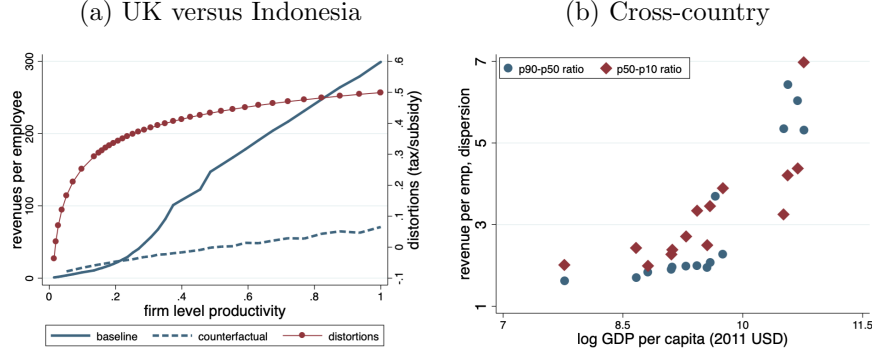 (a) UK versus Indonesia
300
200
100
0
revenues per employee
.6
.5
.4
.3
.2
.1
0
-.1
distortions (tax/subsidy)
0 .2 .4 .6 .8 1
firm level productivity
baseline counterfactual distortions
(b) Cross-country
p90-p50 ratio p50-p10 ratio
7
5
3
1
revenue per emp, dispersion
7 8.5 10 11.5
log GDP per capita (2011 USD)